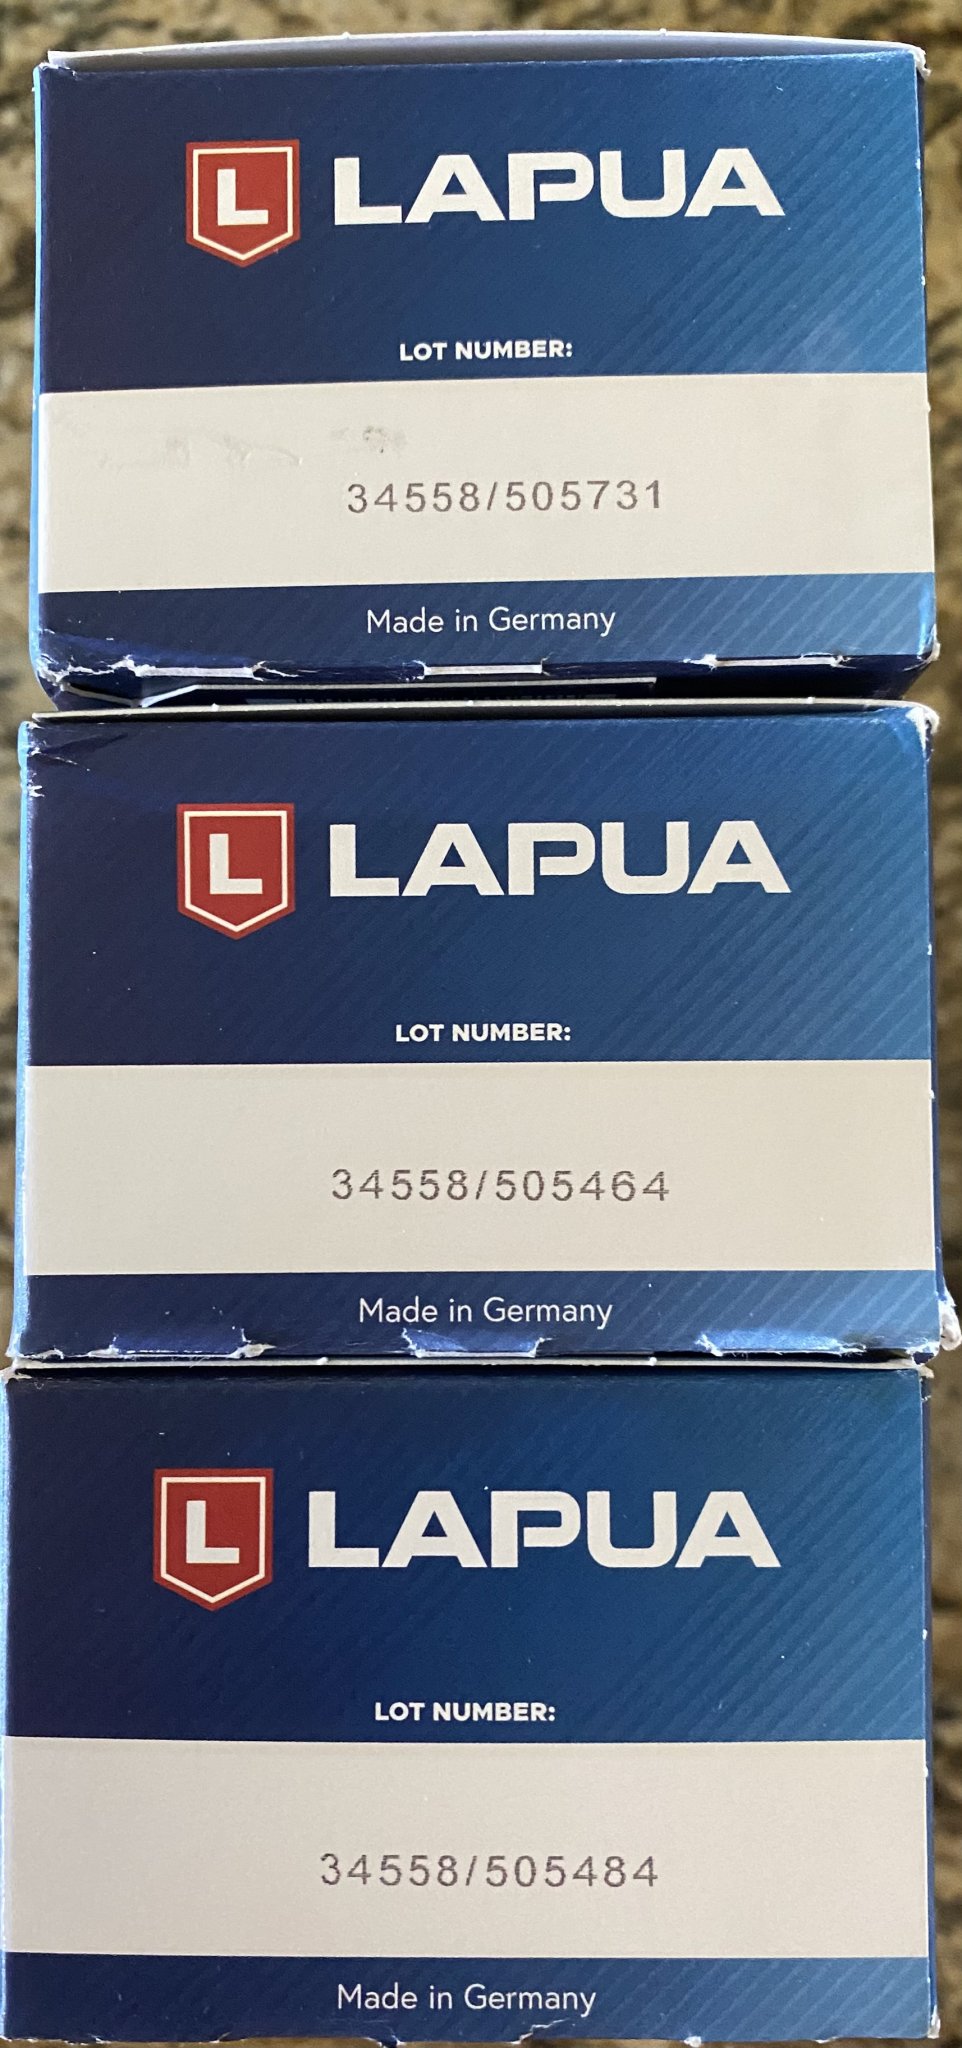 L LAPUA
LOT NUMBER:
34558/505731
Made in Germany
L LAPUA
LOT NUMBER:
34558/505464
Made in Germany
L LAPUA
LOT NUMBER:
34558/505484
Made in Germany